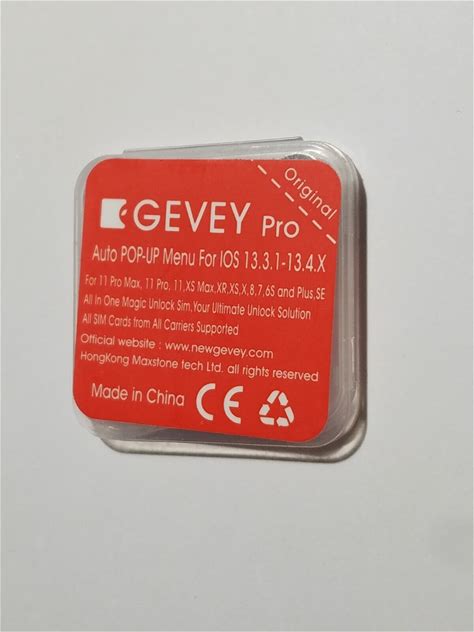 Original
GEVEY Pro
Auto POP-UP Menu For IOS 13.3.1-13.4.X
For 11 Pro Max, 11 Pro, 11,XS Max,XR,XS,X,8,7,6S and Plus,SE
All In One Magic Unlock Sim,Your Ultimate Unlock Solution
All SIM Cards from All Carriers Supported
Official website : www.newgevey.com
HongKong Maxstone tech Ltd. all rights reserved
Made in China CE